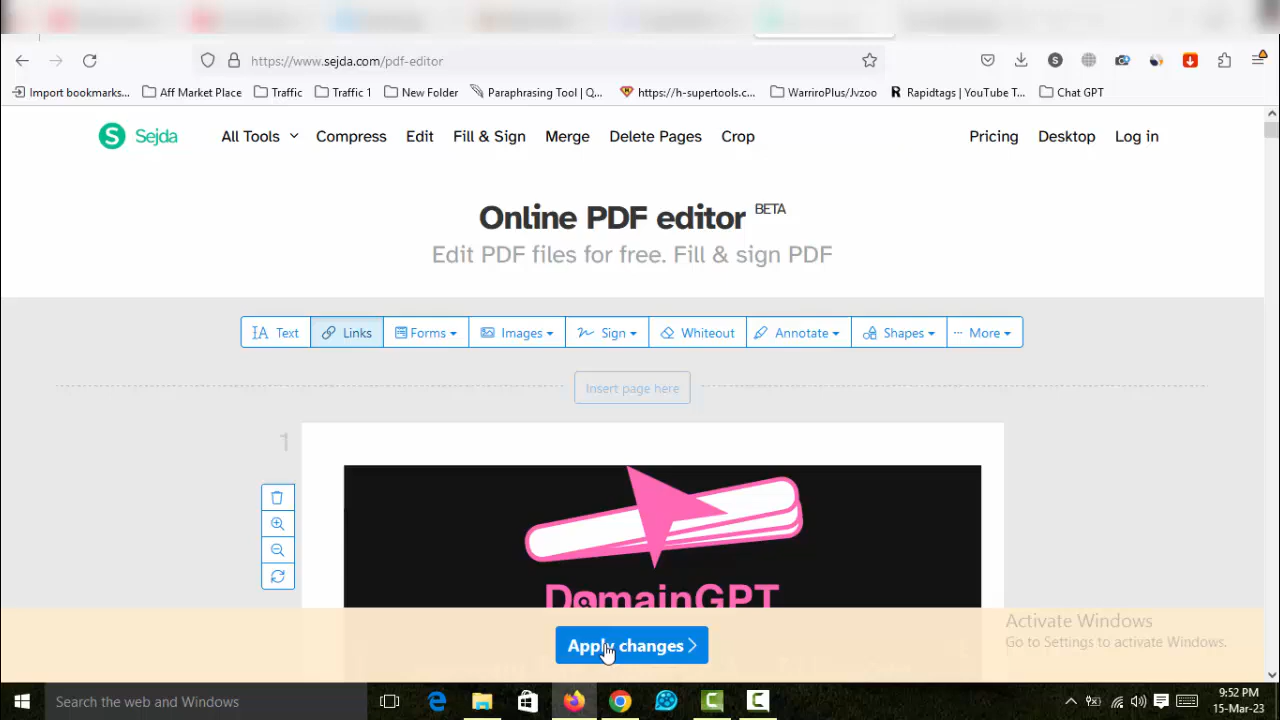 https://www.sejda.com/pdf-editor
Import bookmarks... Aff Market Place Traffic Traffic 1 New Folder Paraphrasing Tool | Q... https://h-supertools.c... WarriroPlus/Jvzoo Rapidtags | YouTube T... Chat GPT
Sejda All Tools Compress Edit Fill & Sign Merge Delete Pages Crop Pricing Desktop Log in
Online PDF editor BETA
Edit PDF files for free. Fill & sign PDF
Text Links Forms Images Sign Whiteout Annotate Shapes More
Insert page here
1
DomainGPT
Apply changes
Activate Windows
Go to Settings to activate Windows.
Search the web and Windows
9:52 PM
15-Mar-23